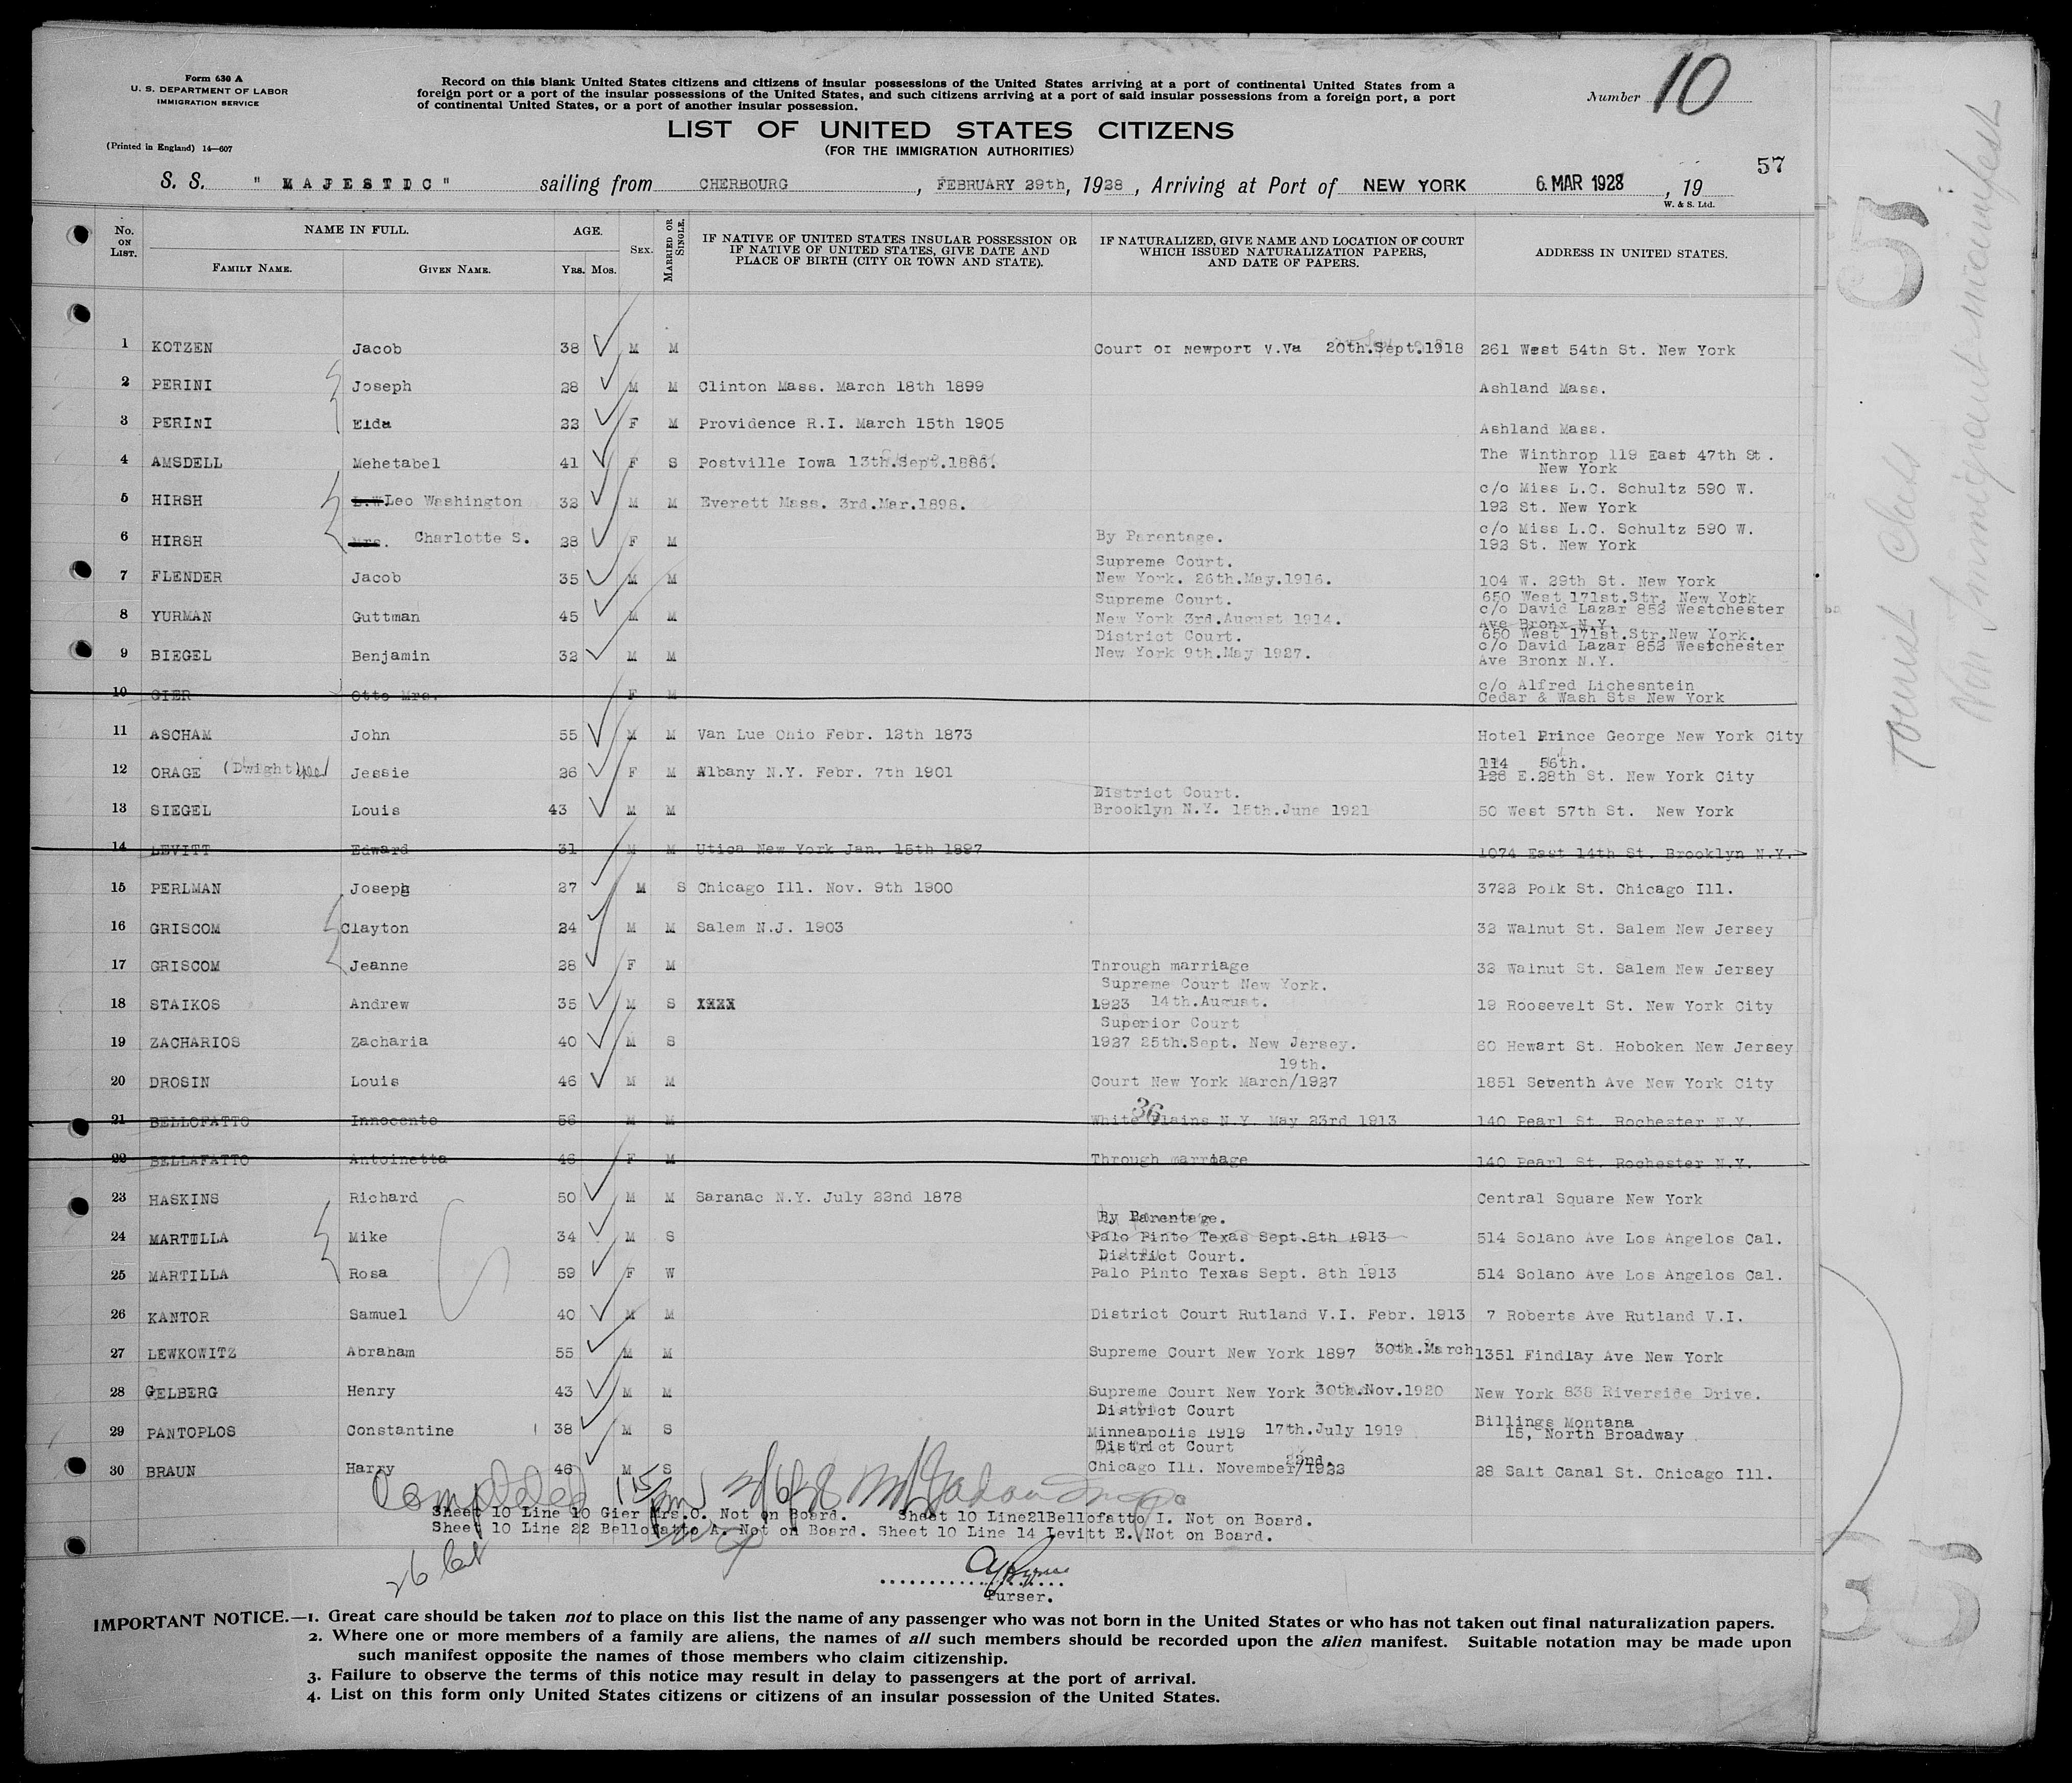 Form 630 A
U. S. DEPARTMENT OF LABOR
IMMIGRATION SERVICE
(Printed in England) 14—607
Record on this blank United States citizens and citizens of insular possessions of the United States arriving at a port of continental United States from a
foreign port or a port of the insular possessions of the United States, and such citizens arriving at a port of said insular possessions from a foreign port, a port
of continental United States, or a port of another insular possession.
Number 10
LIST OF UNITED STATES CITIZENS
(FOR THE IMMIGRATION AUTHORITIES)
57
S. S. " MAJESTIC " sailing from CHERBOURG , FEBRUARY 29th, 1928 , Arriving at Port of NEW YORK 6. MAR 1928 , 19
W. & S. Ltd.
No. ON LIST. NAME IN FULL. AGE. SEX. MARRIED OR SINGLE. IF NATIVE OF UNITED STATES INSULAR POSSESSION OR IF NATIVE OF UNITED STATES, GIVE DATE AND PLACE OF BIRTH (CITY OR TOWN AND STATE). IF NATURALIZED, GIVE NAME AND LOCATION OF COURT WHICH ISSUED NATURALIZATION PAPERS, AND DATE OF PAPERS. ADDRESS IN UNITED STATES.
FAMILY NAME. GIVEN NAME. YRS. MOS.
1 KOTZEN Jacob 38 M M Court of Newport V.Va 20th.Sept.1918 261 West 54th St. New York
2 PERINI Joseph 28 M M Clinton Mass. March 18th 1899 Ashland Mass.
3 PERINI Elda 22 F M Providence R.I. March 15th 1905 Ashland Mass.
4 AMSDELL Mehetabel 41 F S Postville Iowa 13th.Sept.1886. The Winthrop 119 East 47th St.
New York
5 HIRSH L.W. Leo Washington 32 M M Everett Mass. 3rd.Mar.1898. c/o Miss L.C. Schultz 590 W.
192 St. New York
6 HIRSH Mrs. Charlotte S. 28 F M By Parentage. c/o Miss L.C. Schultz 590 W.
192 St. New York
7 FLENDER Jacob 35 M M Supreme Court.
New York. 26th.May.1916. 104 W. 29th St. New York
8 YURMAN Guttman 45 M M Supreme Court.
New York 3rd.August 1914. 650 West 171st.Str. New York
c/o David Lazar 852 Westchester
Ave Bronx N.Y.
9 BIEGEL Benjamin 32 M M District Court.
New York 9th.May 1927. 650 West 171st.Str.New York.
c/o David Lazar 852 Westchester
Ave Bronx N.Y.
10 GIER Otto Mrs. F M c/o Alfred Lichesntein
Cedar & Wash Sts New York
11 ASCHAM John 55 M M Van Lue Ohio Febr. 12th 1873 Hotel Prince George New York City
12 ORAGE (Dwight) Jessie 26 F M Albany N.Y. Febr. 7th 1901 114 56th.
128 E.28th St. New York City
13 SIEGEL Louis 43 M M District Court.
Brooklyn N.Y. 15th.June 1921 50 West 57th St. New York
14 LEVITT Edward 31 M M Utica New York Jan. 15th 1897 1074 East 14th St. Brooklyn N.Y.
15 PERLMAN Joseph 27 M S Chicago Ill. Nov. 9th 1900 3722 Polk St. Chicago Ill.
16 GRISCOM Clayton 24 M M Salem N.J. 1903 32 Walnut St. Salem New Jersey
17 GRISCOM Jeanne 28 F M Through marriage 32 Walnut St. Salem New Jersey
18 STAIKOS Andrew 35 M S XXXX Supreme Court New York.
1923 14th.August. 19 Roosevelt St. New York City
19 ZACHARIOS Zacharia 40 M S Superior Court
1927 25th.Sept. New Jersey. 60 Hewart St. Hoboken New Jersey
20 DROSIN Louis 46 M M 19th.
Court New York March/1927 1851 Seventh Ave New York City
21 BELLOFATTO Innocento 56 M M White Plains N.Y. May 23rd 1913 140 Pearl St. Rochester N.Y.
36
22 BELLAFATTO Antoinetta 46 F M Through marriage 140 Pearl St. Rochester N.Y.
23 HASKINS Richard 50 M M Saranac N.Y. July 22nd 1878 Central Square New York
24 MARTILLA Mike 34 M S By Parentage.
Palo Pinto Texas Sept.8th 1913 514 Solano Ave Los Angelos Cal.
25 MARTILLA Rosa 59 F W District Court.
Palo Pinto Texas Sept. 8th 1913 514 Solano Ave Los Angelos Cal.
26 KANTOR Samuel 40 M M District Court Rutland V.I. Febr. 1913 7 Roberts Ave Rutland V.I.
27 LEWKOWITZ Abraham 55 M M Supreme Court New York 1897 30th.March 1351 Findlay Ave New York
28 GELBERG Henry 43 M M Supreme Court New York 30th.Nov.1920 New York 838 Riverside Drive.
29 PANTOPLOS Constantine 38 M S District Court
Minneapolis 1919 17th.July 1919 Billings Montana
15, North Broadway
30 BRAUN Harry 46 M S District Court
22nd.
Chicago Ill. November/1922 28 Salt Canal St. Chicago Ill.
Completed 115 pm 3/6/28
Sheet 10 Line 10 Gier Mrs.O. Not on Board. Sheet 10 Line21Bellofatto I. Not on Board.
Sheet 10 Line 22 Bellofatto A. Not on Board. Sheet 10 Line 14 Levitt E. Not on Board.
26
Purser.
IMPORTANT NOTICE.—1. Great care should be taken not to place on this list the name of any passenger who was not born in the United States or who has not taken out final naturalization papers.
2. Where one or more members of a family are aliens, the names of all such members should be recorded upon the alien manifest. Suitable notation may be made upon
such manifest opposite the names of those members who claim citizenship.
3. Failure to observe the terms of this notice may result in delay to passengers at the port of arrival.
4. List on this form only United States citizens or citizens of an insular possession of the United States.
Tourist Class
Non Immigrant manifest